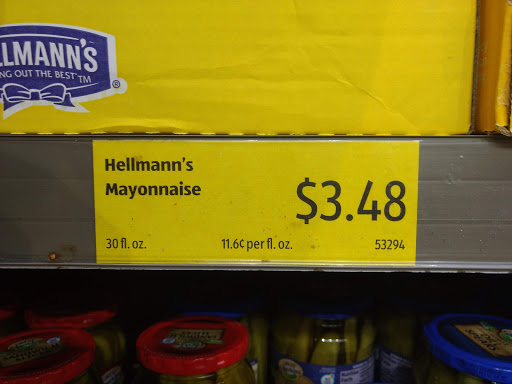 LLMANN'S
NG OUT THE BEST™
®
Hellmann's
Mayonnaise
$3.48
30 fl. oz.
11.6¢ per fl. oz.
53294